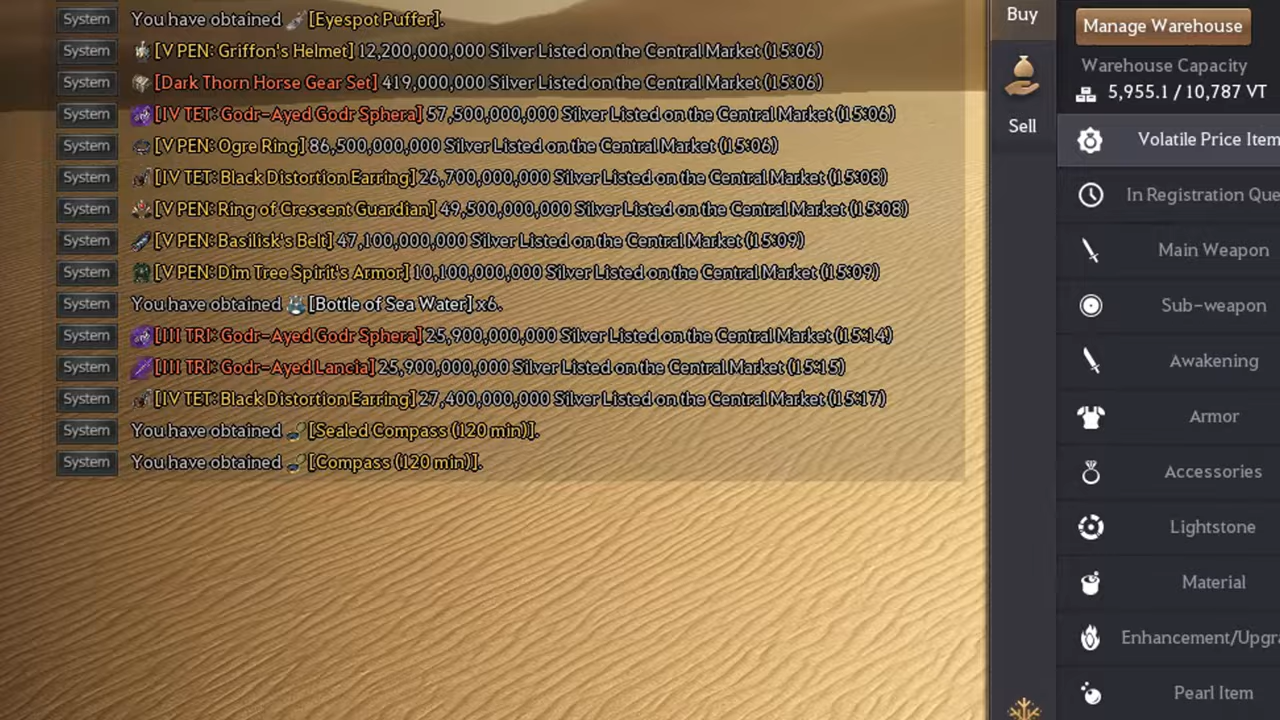 System You have obtained [Eyespot Puffer].
System [V PEN: Griffon's Helmet] 12,200,000,000 Silver Listed on the Central Market (15:06)
System [Dark Thorn Horse Gear Set] 419,000,000 Silver Listed on the Central Market (15:06)
System [IV TET: Godr-Ayed Godr Sphera] 57,500,000,000 Silver Listed on the Central Market (15:06)
System [V PEN: Ogre Ring] 86,500,000,000 Silver Listed on the Central Market (15:06)
System [IV TET: Black Distortion Earring] 26,700,000,000 Silver Listed on the Central Market (15:08)
System [V PEN: Ring of Crescent Guardian] 49,500,000,000 Silver Listed on the Central Market (15:08)
System [V PEN: Basilisk's Belt] 47,100,000,000 Silver Listed on the Central Market (15:09)
System [V PEN: Dim Tree Spirit's Armor] 10,100,000,000 Silver Listed on the Central Market (15:09)
System You have obtained [Bottle of Sea Water] x6.
System [III TRI: Godr-Ayed Godr Sphera] 25,900,000,000 Silver Listed on the Central Market (15:14)
System [III TRI: Godr-Ayed Lancia] 25,900,000,000 Silver Listed on the Central Market (15:15)
System [IV TET: Black Distortion Earring] 27,400,000,000 Silver Listed on the Central Market (15:17)
System You have obtained [Sealed Compass (120 min)].
System You have obtained [Compass (120 min)].
Buy
Sell
Manage Warehouse
Warehouse Capacity
5,955.1 / 10,787 VT
Volatile Price Item
In Registration Que
Main Weapon
Sub-weapon
Awakening
Armor
Accessories
Lightstone
Material
Enhancement/Upgra
Pearl Item